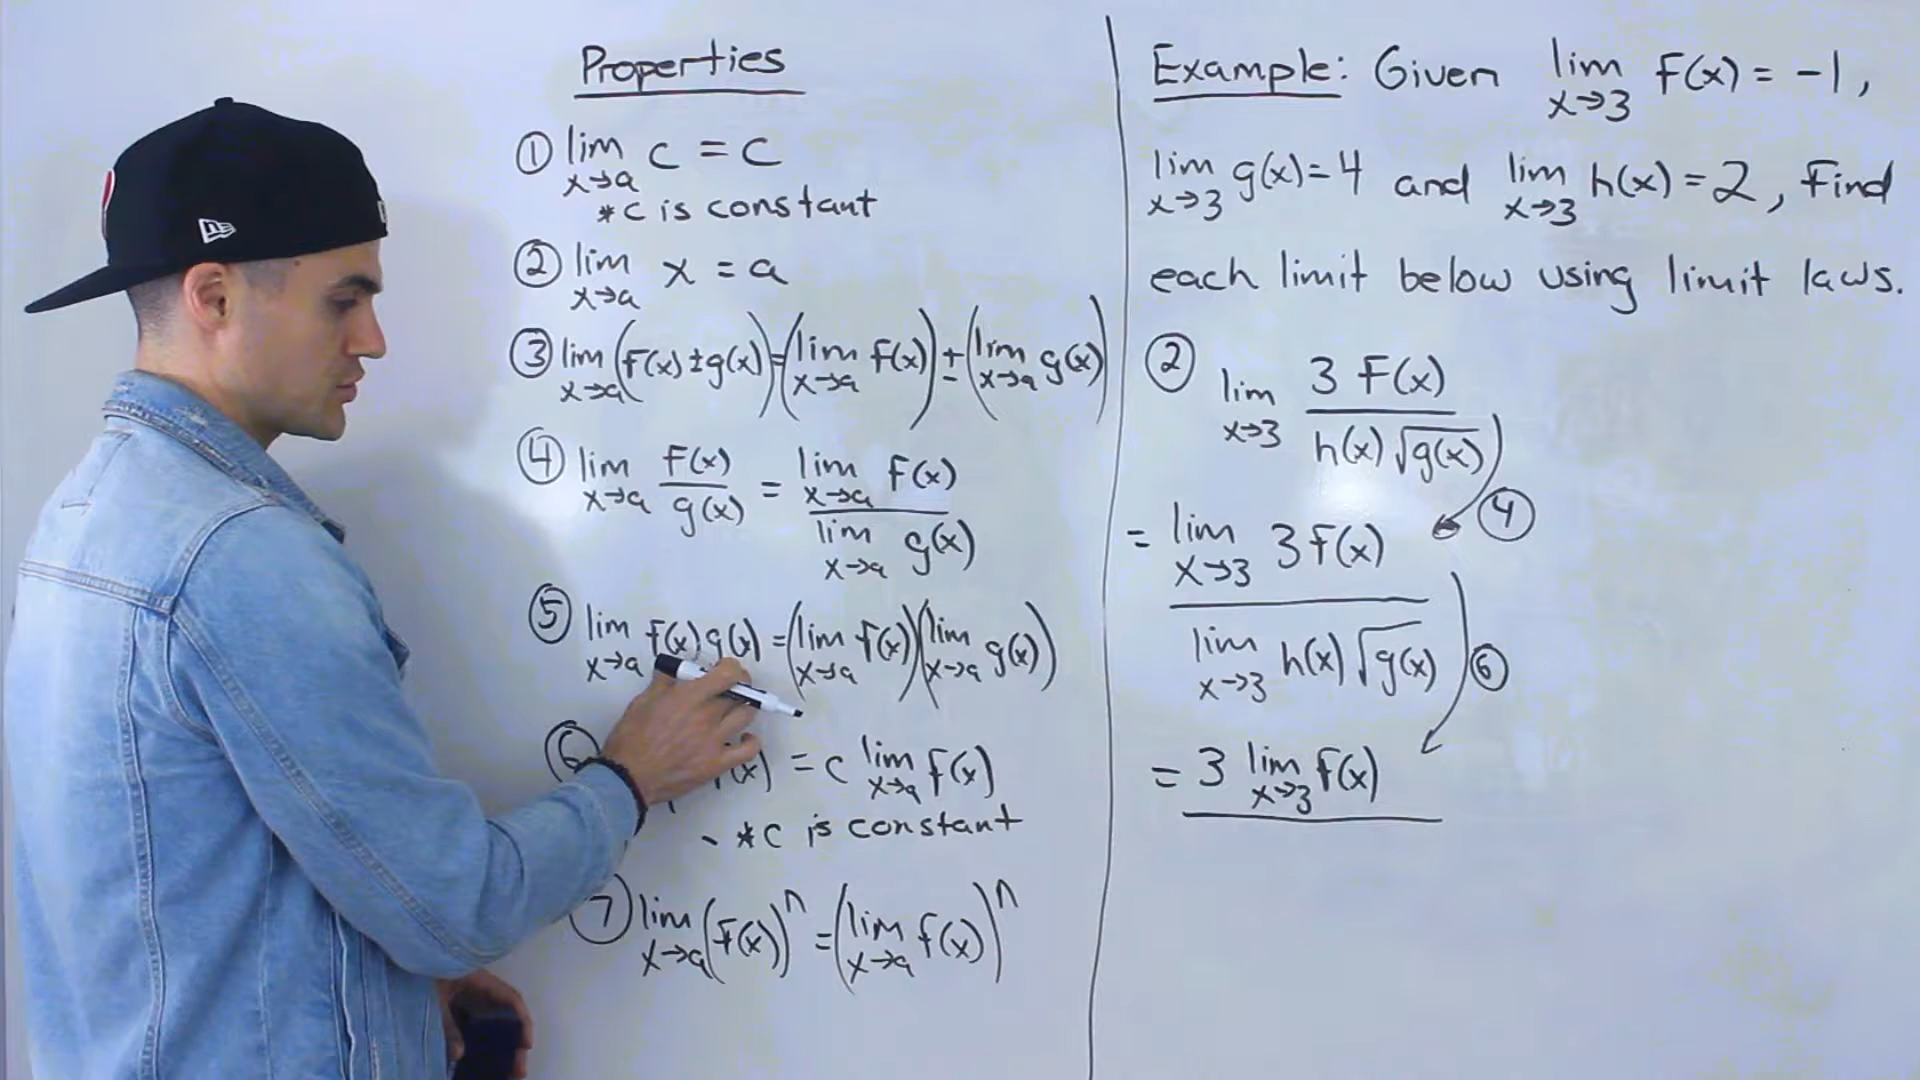 Properties
① lim x→a c = c
*c is constant
② lim x→a x = a
③ lim x→a (f(x) ± g(x)) = (lim x→a f(x)) ± (lim x→a g(x))
④ lim x→a f(x)/g(x) = lim x→a f(x) / lim x→a g(x)
⑤ lim x→a f(x) g(x) = (lim x→a f(x)) (lim x→a g(x))
⑥ (x) = c lim x→a f(x)
*c is constant
⑦ lim x→a (f(x))^n = (lim x→a f(x))^n
Example: Given lim x→3 f(x) = -1,
lim x→3 g(x) = 4 and lim x→3 h(x) = 2, Find
each limit below using limit laws.
② lim x→3 3 f(x) / h(x) √g(x)
④
= lim x→3 3 f(x) / lim x→3 h(x) √g(x)
⑥
= 3 lim x→3 f(x)